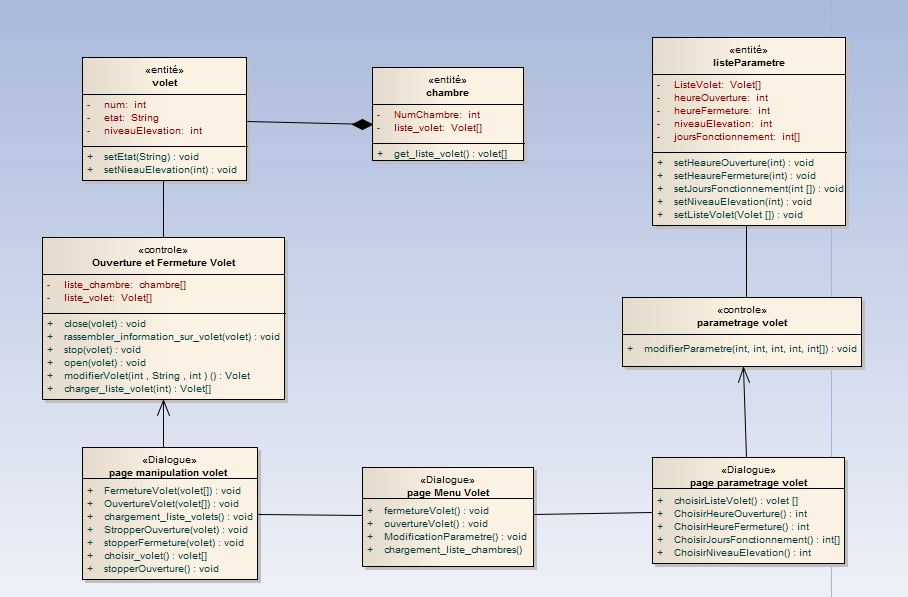 «entité»
volet
- num: int
- etat: String
- niveauElevation: int
+ setEtat(String) : void
+ setNieauElevation(int) : void
«entité»
chambre
- NumChambre: int
- liste_volet: Volet[]
+ get_liste_volet() : volet[]
«entité»
listeParametre
- ListeVolet: Volet[]
- heureOuverture: int
- heureFermeture: int
- niveauElevation: int
- joursFonctionnement: int[]
+ setHeaureOuverture(int) : void
+ setHeaureFermeture(int) : void
+ setJoursFonctionnement(int []) : void
+ setNiveauElevation(int) : void
+ setListeVolet(Volet []) : void
«controle»
Ouverture et Fermeture Volet
- liste_chambre: chambre[]
- liste_volet: Volet[]
+ close(volet) : void
+ rassembler_information_sur_volet(volet) : void
+ stop(volet) : void
+ open(volet) : void
+ modifierVolet(int , String , int ) () : Volet
+ charger_liste_volet(int) : Volet[]
«controle»
parametrage volet
+ modifierParametre(int, int, int, int, int[]) : void
«Dialogue»
page manipulation volet
+ FermetureVolet(volet[]) : void
+ OuvertureVolet(volet[]) : void
+ chargement_liste_volets() : void
+ StropperOuverture(volet) : void
+ stopperFermeture(volet) : void
+ choisir_volet() : volet[]
+ stopperOuverture() : void
«Dialogue»
page Menu Volet
+ fermetureVolet() : void
+ ouvertureVolet() : void
+ ModificationParametre() : void
+ chargement_liste_chambres()
«Dialogue»
page parametrage volet
+ choisirListeVolet() : volet []
+ ChoisirHeureOuverture() : int
+ ChoisirHeureFermeture() : int
+ ChoisirJoursFonctionnement() : int[]
+ ChoisirNiveauElevation() : int